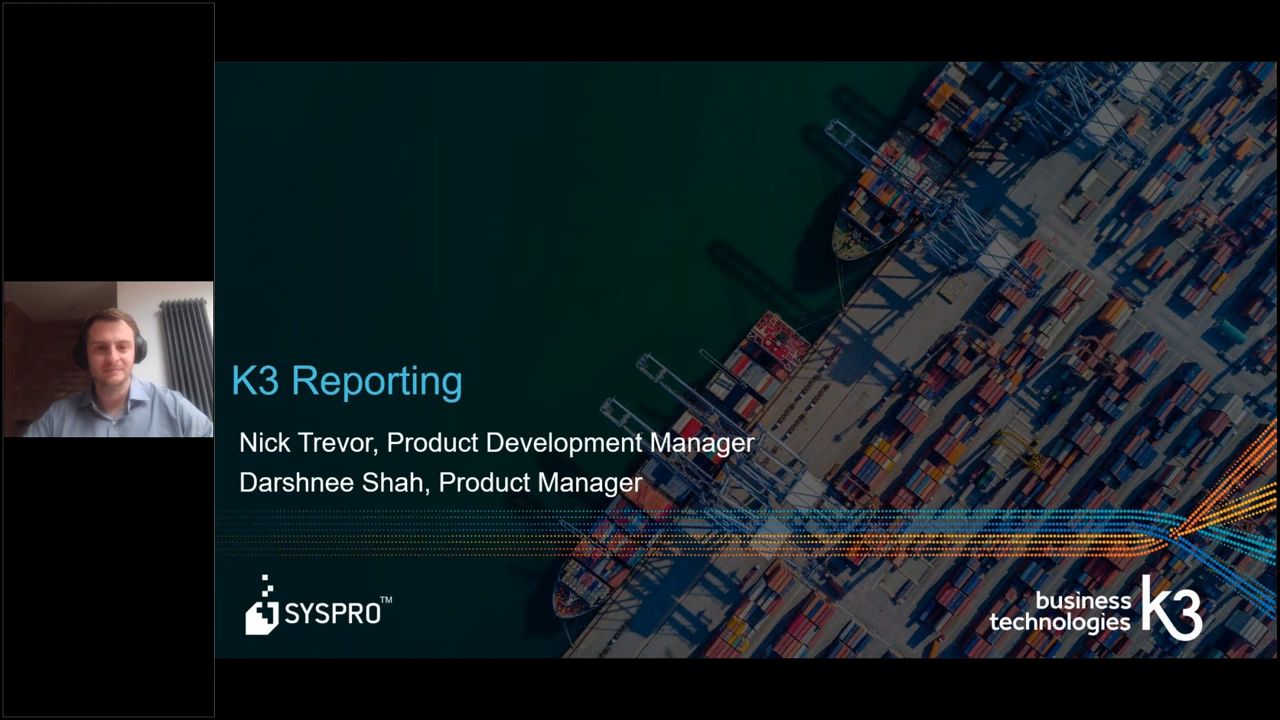 K3 Reporting
Nick Trevor, Product Development Manager
Darshnee Shah, Product Manager
SYSPRO™
business
technologies
k3